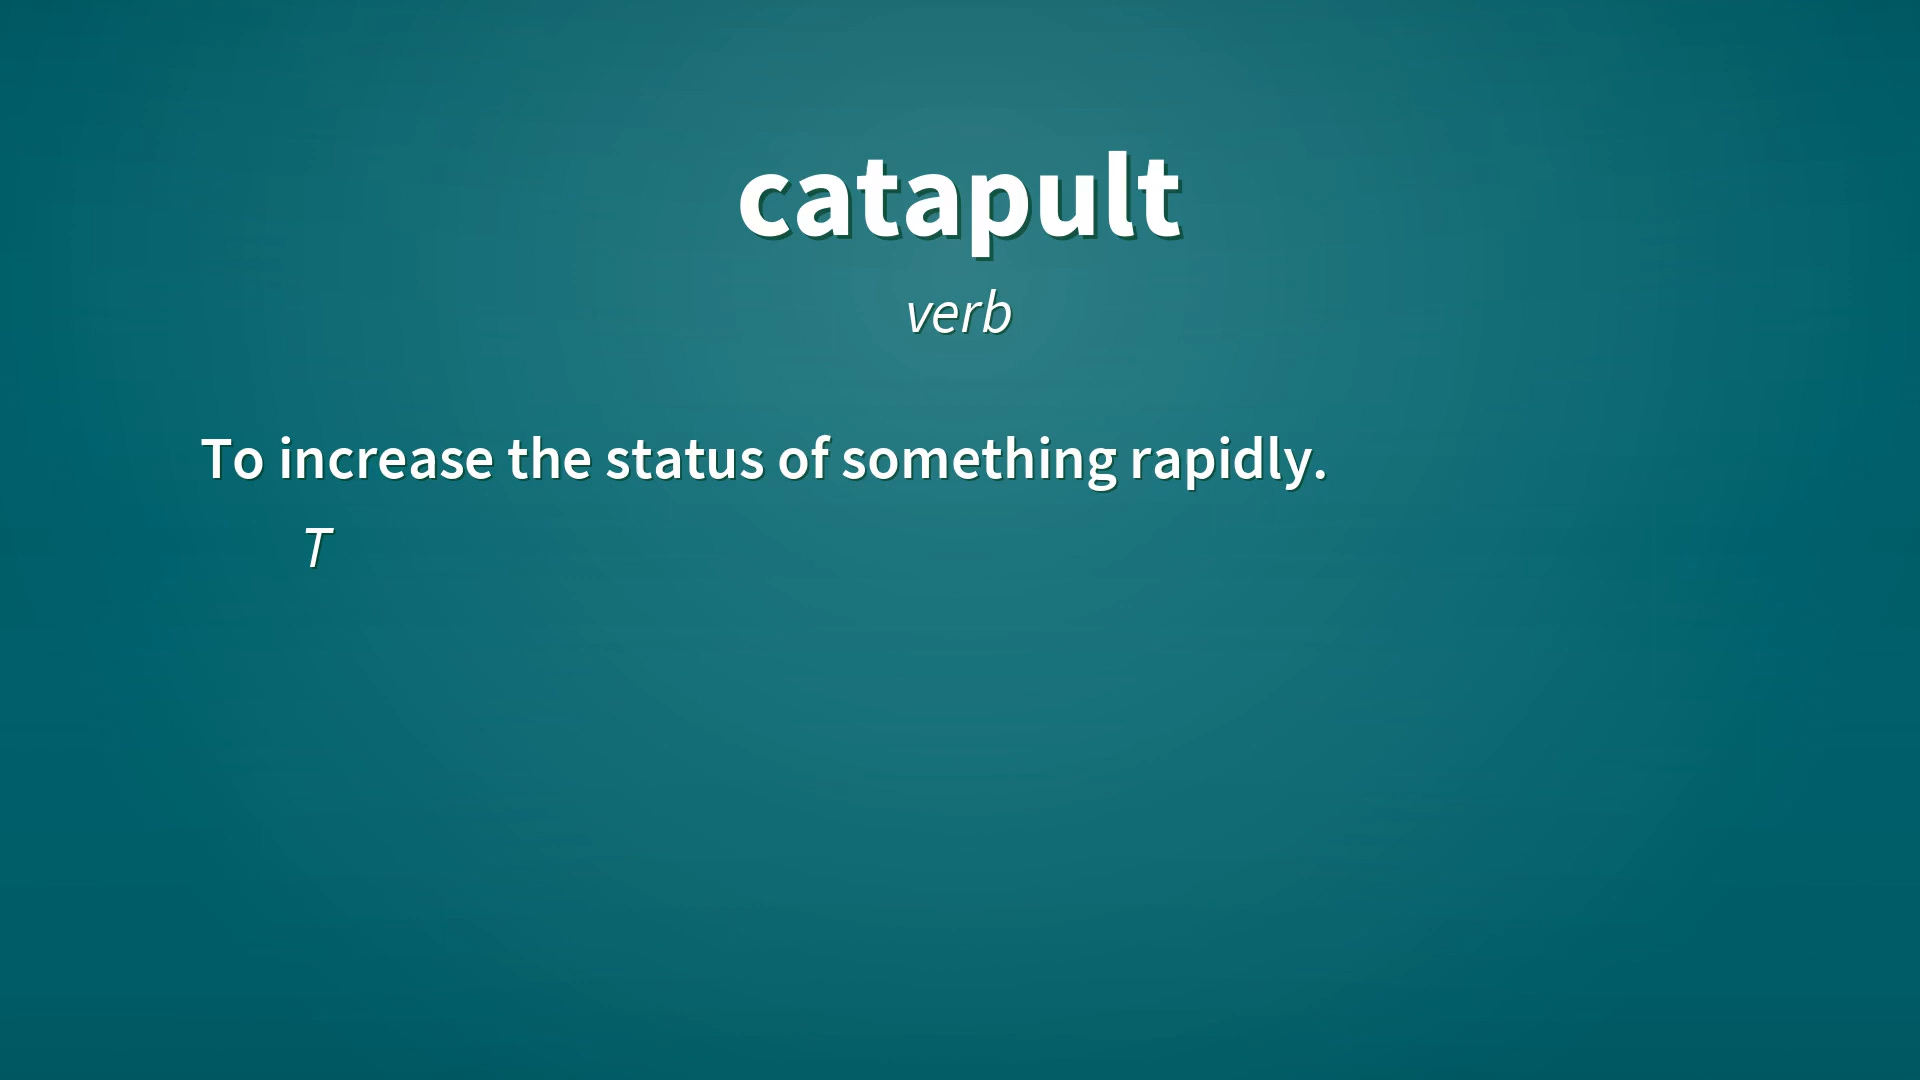 catapult
verb
To increase the status of something rapidly.
T